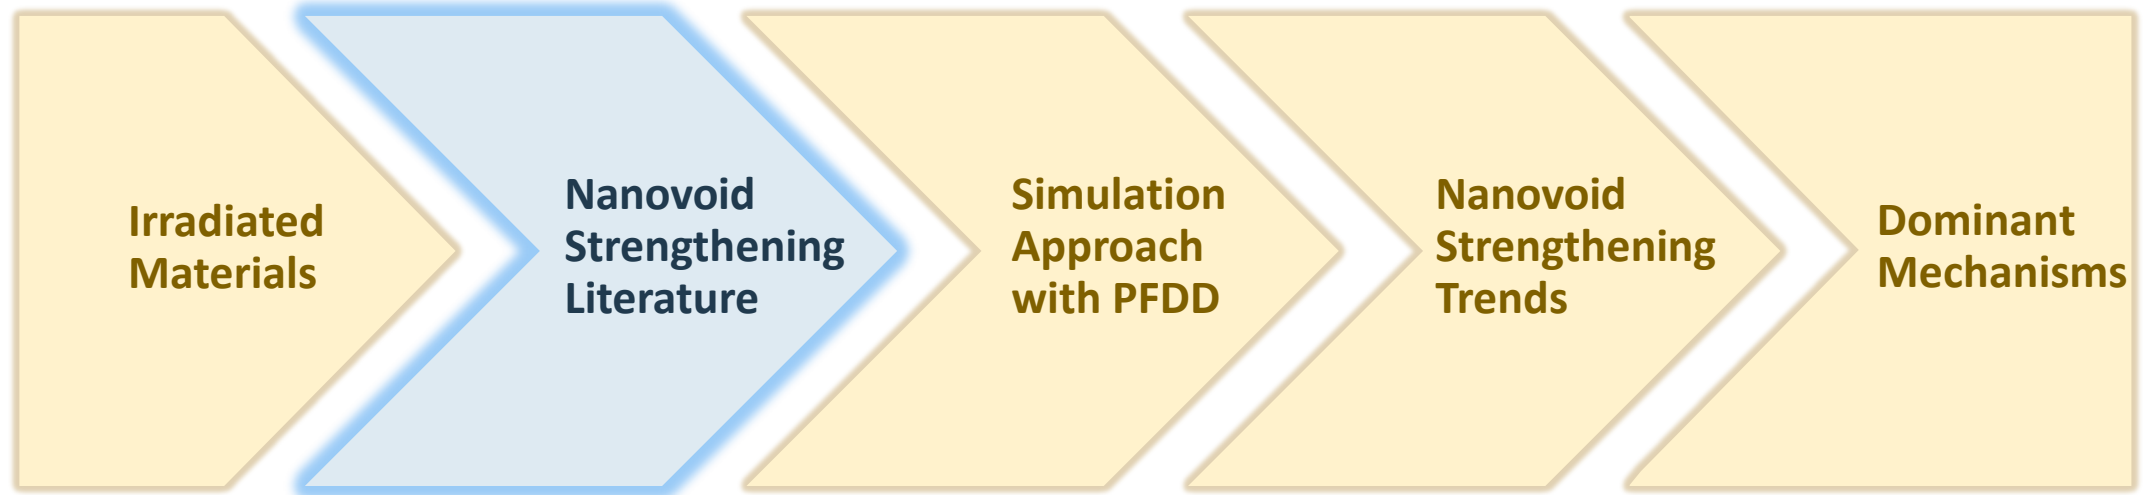 Irradiated
Materials
Nanovoid
Strengthening
Literature
Simulation
Approach
with PFDD
Nanovoid
Strengthening
Trends
Dominant
Mechanisms